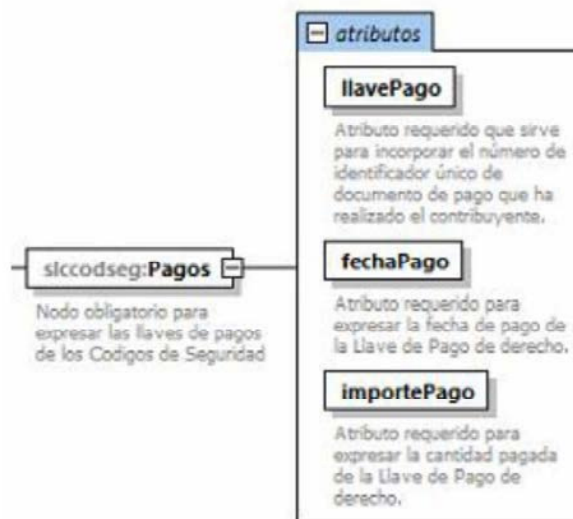 atributos
llavePago
Atributo requerido que sirve
para incorporar el número de
identificador único de
documento de pago que ha
realizado el contribuyente.
slccodseg:Pagos
Nodo obligatorio para
expresar las llaves de pagos
de los Codigos de Seguridad
fechaPago
Atributo requerido para
expresar la fecha de pago de
la Llave de Pago de derecho.
importePago
Atributo requerido para
expresar la cantidad pagada
de la Llave de Pago de
derecho.